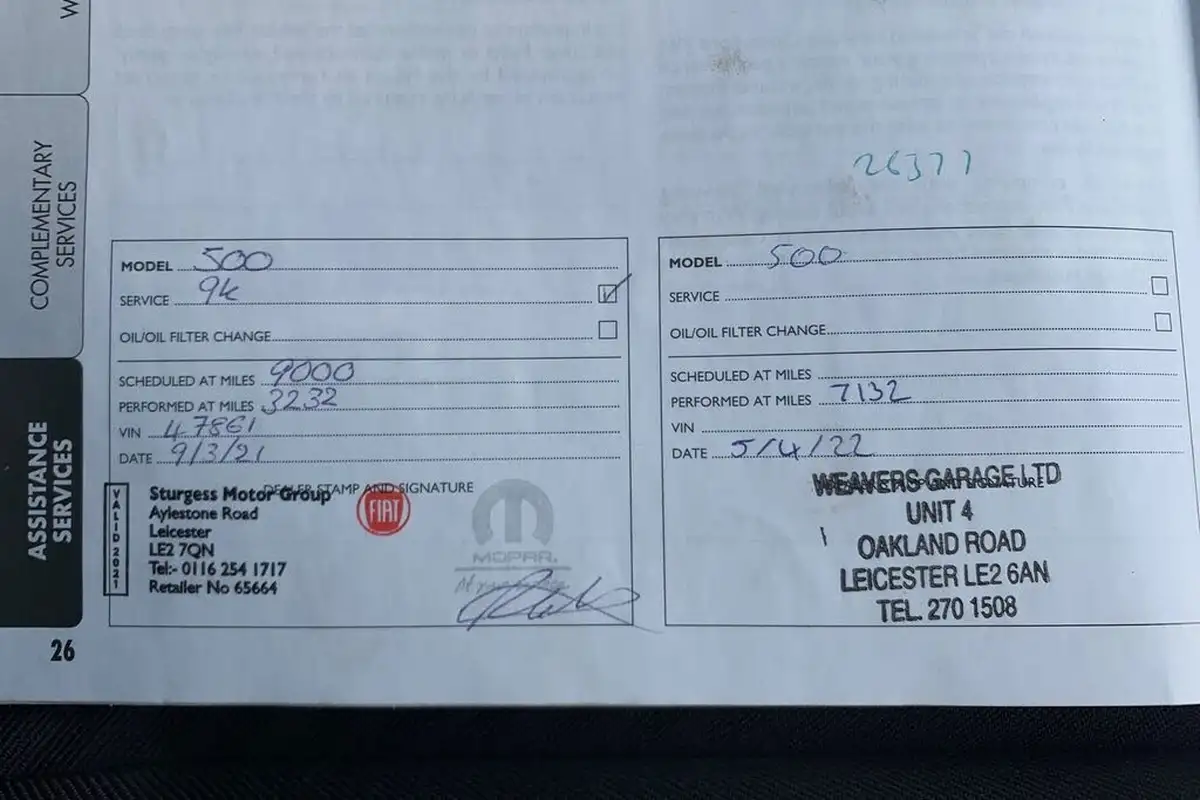 W
COMPLEMENTARY
SERVICES
ASSISTANCE
SERVICES
26
MODEL 500
SERVICE 9k
OIL/OIL FILTER CHANGE
SCHEDULED AT MILES 9000
PERFORMED AT MILES 3232
VIN 47861
DATE 9/3/21
DEALER STAMP AND SIGNATURE
VALID 2021
Sturgess Motor Group
Aylestone Road
Leicester
LE2 7QN
Tel:- 0116 254 1717
Retailer No 65664
FIAT
MOPAR.
26377
MODEL 500
SERVICE
OIL/OIL FILTER CHANGE
SCHEDULED AT MILES
PERFORMED AT MILES 7132
VIN
DATE 5/4/22
WEAVERS GARAGE LTD
UNIT 4
OAKLAND ROAD
LEICESTER LE2 6AN
TEL. 270 1508